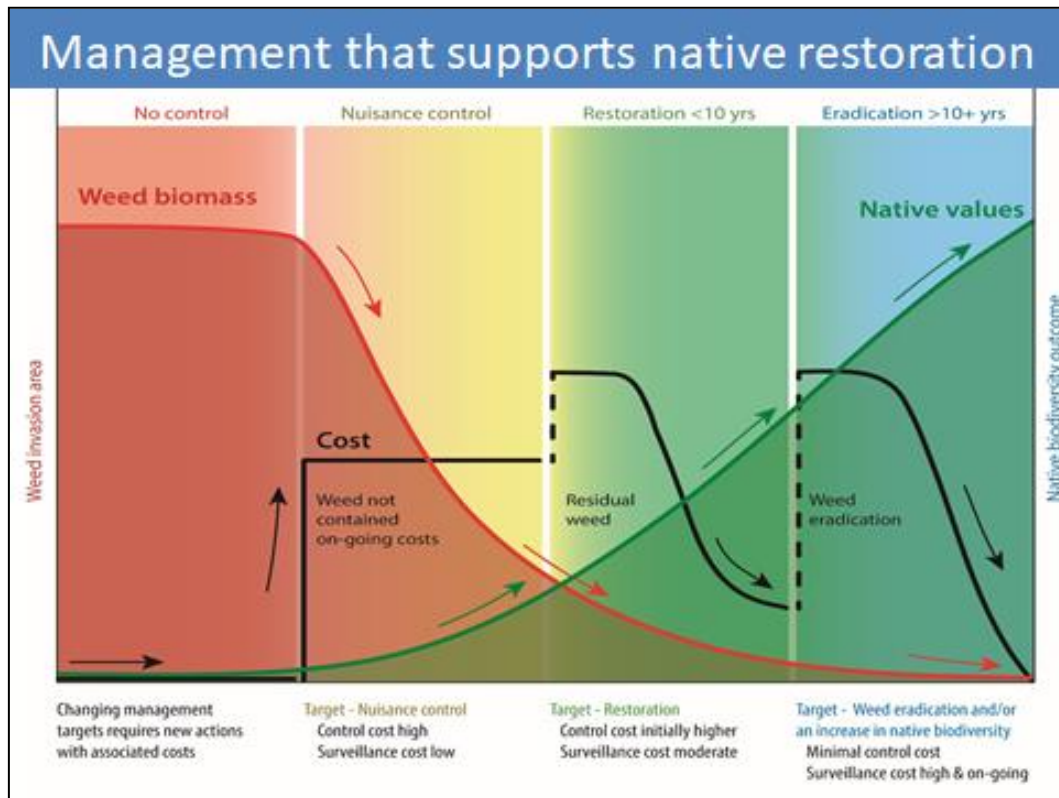 Management that supports native restoration
No control
Nuisance control
Restoration <10 yrs
Eradication >10+ yrs
Weed biomass
Native values
Weed invasion area
Native biodiversity outcome
Cost
Weed not
contained
on-going costs
Residual
weed
Weed
eradication
Changing management
targets requires new actions
with associated costs
Target - Nuisance control
Control cost high
Surveillance cost low
Target - Restoration
Control cost initially higher
Surveillance cost moderate
Target - Weed eradication and/or
an increase in native biodiversity
Minimal control cost
Surveillance cost high & on-going